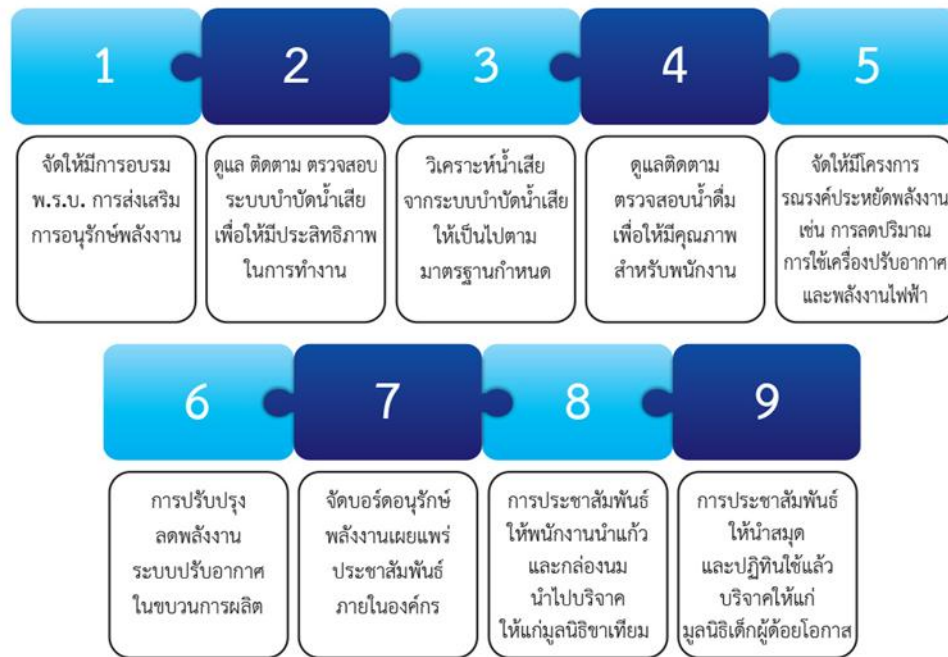 1
2
3
4
5
จัดให้มีการอบรม
พ.ร.บ. การส่งเสริม
การอนุรักษ์พลังงาน
ดูแล ติดตาม ตรวจสอบ
ระบบบำบัดน้ำเสีย
เพื่อให้มีประสิทธิภาพ
ในการทำงาน
วิเคราะห์น้ำเสีย
จากระบบบำบัดน้ำเสีย
ให้เป็นไปตาม
มาตรฐานกำหนด
ดูแลติดตาม
ตรวจสอบน้ำดื่ม
เพื่อให้มีคุณภาพ
สำหรับพนักงาน
จัดให้มีโครงการ
รณรงค์ประหยัดพลังงาน
เช่น การลดปริมาณ
การใช้เครื่องปรับอากาศ
และพลังงานไฟฟ้า
6
7
8
9
การปรับปรุง
ลดพลังงาน
ระบบปรับอากาศ
ในขบวนการผลิต
จัดบอร์ดอนุรักษ์
พลังงานเผยแพร่
ประชาสัมพันธ์
ภายในองค์กร
การประชาสัมพันธ์
ให้พนักงานนำแก้ว
และกล่องนม
นำไปบริจาค
ให้แก่มูลนิธิขาเทียม
การประชาสัมพันธ์
ให้นำสมุด
และปฏิทินใช้แล้ว
บริจาคให้แก่
มูลนิธิเด็กผู้ด้อยโอกาส